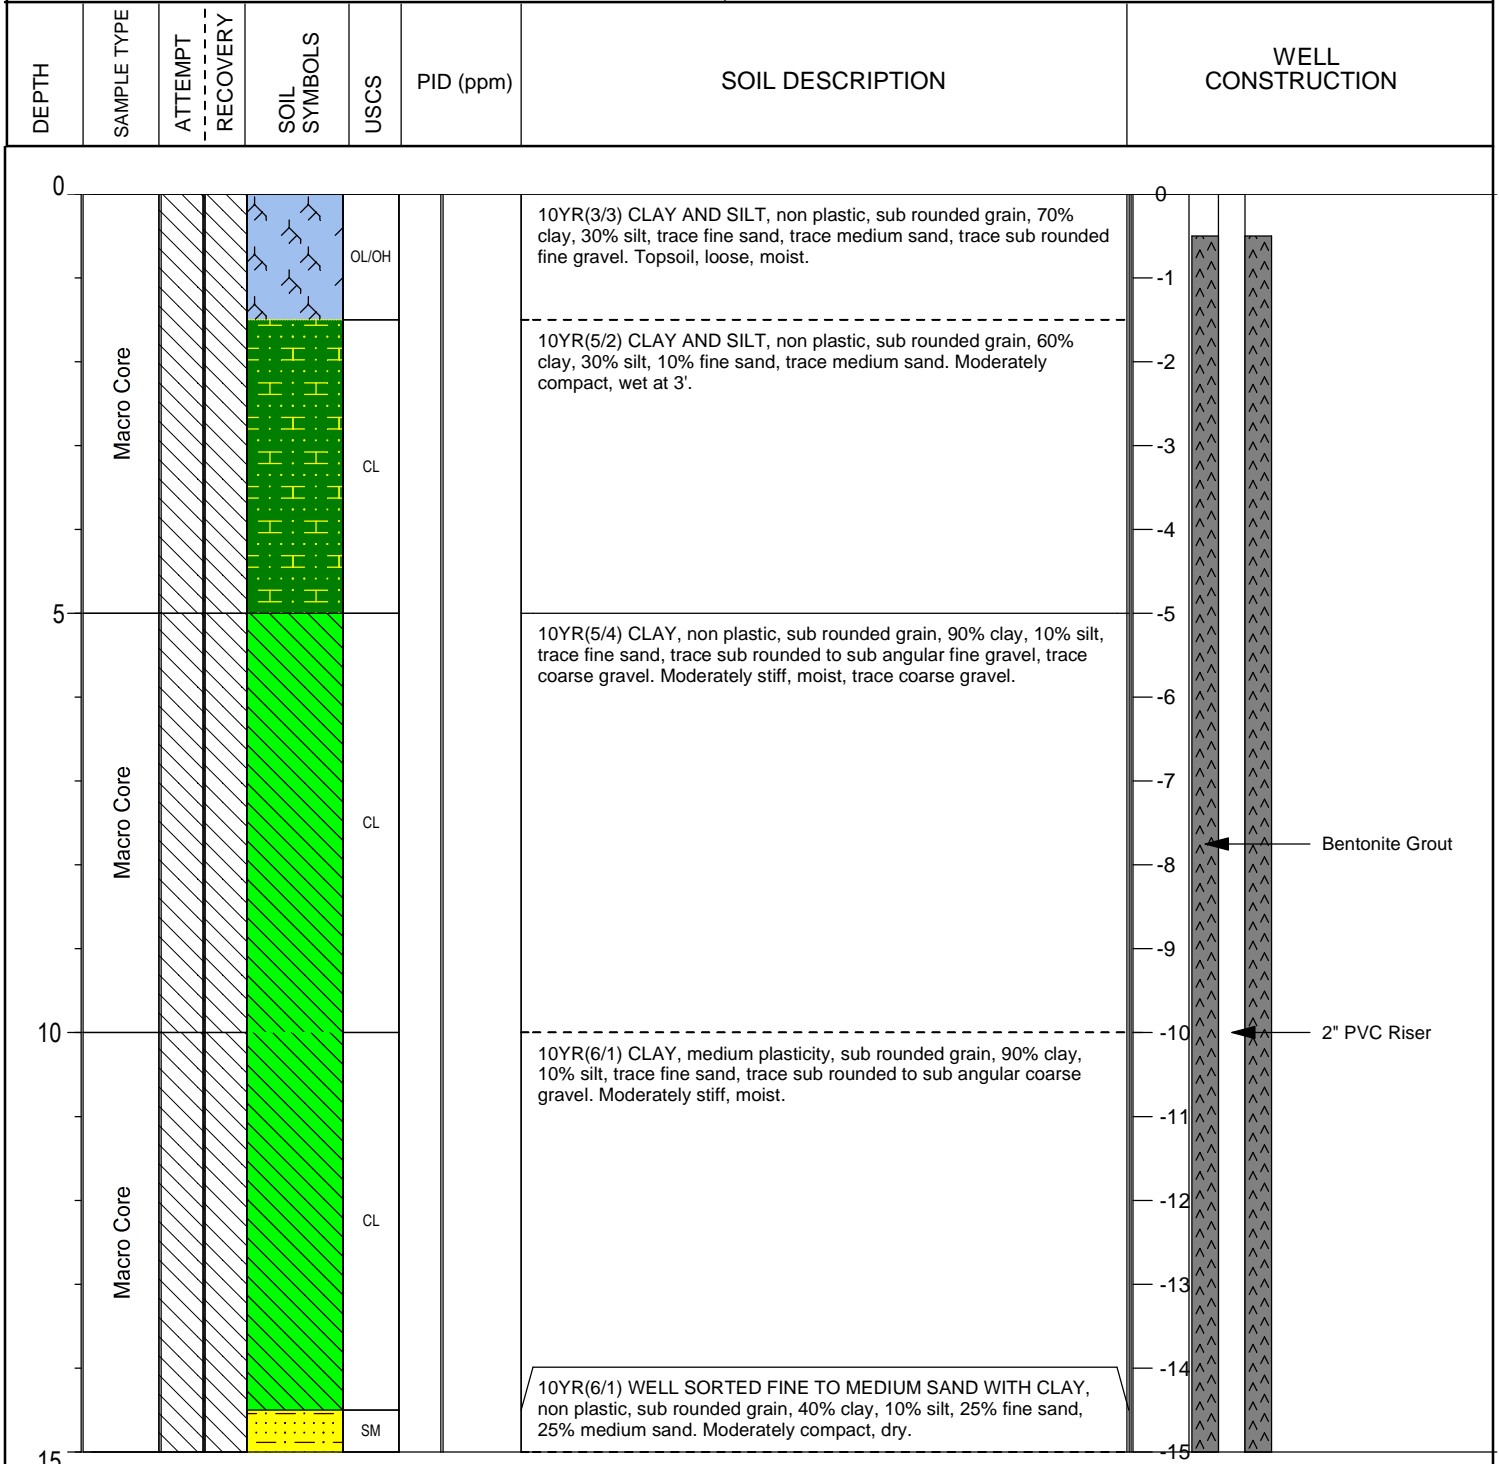 DEPTH
SAMPLE TYPE
ATTEMPT
RECOVERY
SOIL
SYMBOLS
USCS
PID (ppm)
SOIL DESCRIPTION
WELL
CONSTRUCTION
0
5
10
15
Macro Core
Macro Core
Macro Core
OL/OH
CL
CL
CL
SM
10YR(3/3) CLAY AND SILT, non plastic, sub rounded grain, 70%
clay, 30% silt, trace fine sand, trace medium sand, trace sub rounded
fine gravel. Topsoil, loose, moist.
10YR(5/2) CLAY AND SILT, non plastic, sub rounded grain, 60%
clay, 30% silt, 10% fine sand, trace medium sand. Moderately
compact, wet at 3'.
10YR(5/4) CLAY, non plastic, sub rounded grain, 90% clay, 10% silt,
trace fine sand, trace sub rounded to sub angular fine gravel, trace
coarse gravel. Moderately stiff, moist, trace coarse gravel.
10YR(6/1) CLAY, medium plasticity, sub rounded grain, 90% clay,
10% silt, trace fine sand, trace sub rounded to sub angular coarse
gravel. Moderately stiff, moist.
10YR(6/1) WELL SORTED FINE TO MEDIUM SAND WITH CLAY,
non plastic, sub rounded grain, 40% clay, 10% silt, 25% fine sand,
25% medium sand. Moderately compact, dry.
0
-1
-2
-3
-4
-5
-6
-7
-8
-9
-10
-11
-12
-13
-14
-15
Bentonite Grout
2" PVC Riser